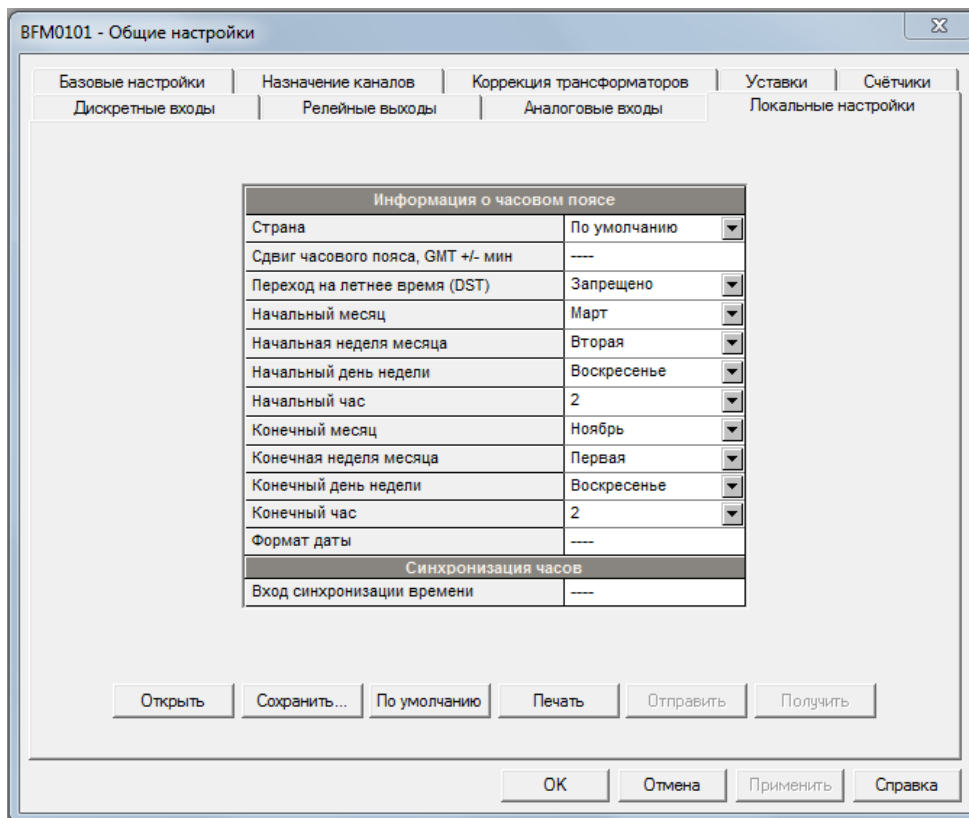 BFM0101 - Общие настройки
Базовые настройки Назначение каналов Коррекция трансформаторов Уставки Счётчики
Дискретные входы Релейные выходы Аналоговые входы Локальные настройки
Информация о часовом поясе
Страна По умолчанию
Сдвиг часового пояса, GMT +/- мин ----
Переход на летнее время (DST) Запрещено
Начальный месяц Март
Начальная неделя месяца Вторая
Начальный день недели Воскресенье
Начальный час 2
Конечный месяц Ноябрь
Конечная неделя месяца Первая
Конечный день недели Воскресенье
Конечный час 2
Формат даты ----
Синхронизация часов
Вход синхронизации времени ----
Открыть Сохранить... По умолчанию Печать Отправить Получить
OK Отмена Применить Справка